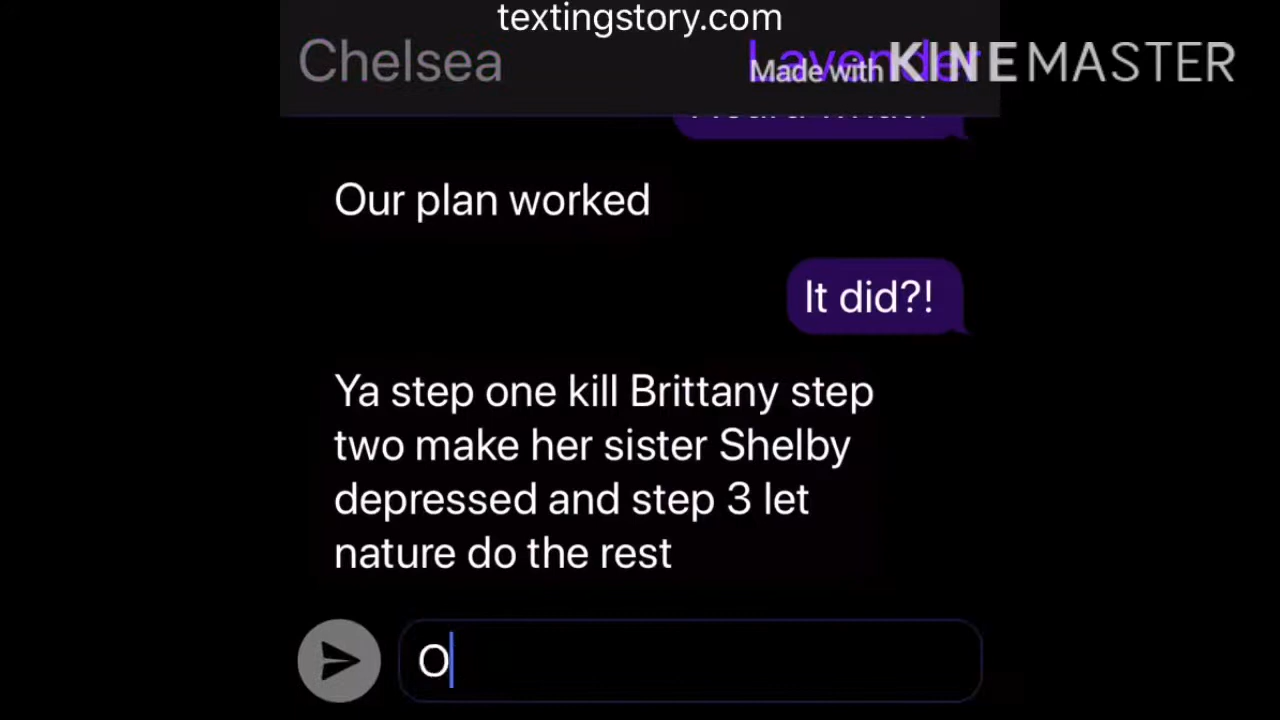 textingstory.com
Chelsea
Lavender
Made with KINEMASTER
Our plan worked
It did?!
Ya step one kill Brittany step
two make her sister Shelby
depressed and step 3 let
nature do the rest
O